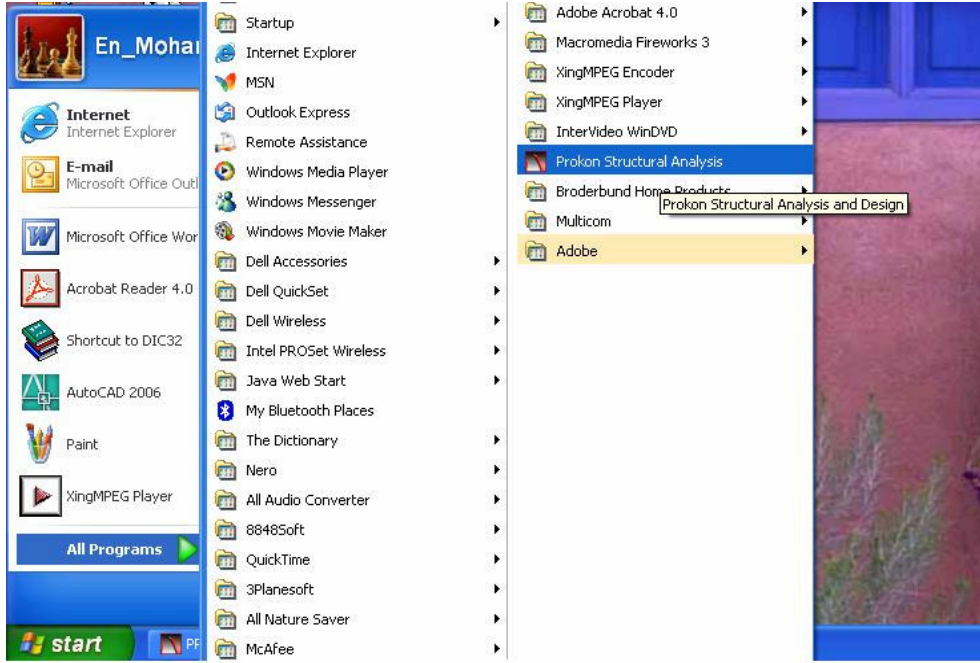 En_Mohar
Internet
Internet Explorer
E-mail
Microsoft Office Outl
Microsoft Office Wor
Acrobat Reader 4.0
Shortcut to DIC32
AutoCAD 2006
Paint
XingMPEG Player
All Programs
start
PF
Startup
Internet Explorer
MSN
Outlook Express
Remote Assistance
Windows Media Player
Windows Messenger
Windows Movie Maker
Dell Accessories
Dell QuickSet
Dell Wireless
Intel PROSet Wireless
Java Web Start
My Bluetooth Places
The Dictionary
Nero
All Audio Converter
8848Soft
QuickTime
3Planesoft
All Nature Saver
McAfee
Adobe Acrobat 4.0
Macromedia Fireworks 3
XingMPEG Encoder
XingMPEG Player
InterVideo WinDVD
Prokon Structural Analysis
Broderbund Home Products
Prokon Structural Analysis and Design
Multicom
Adobe